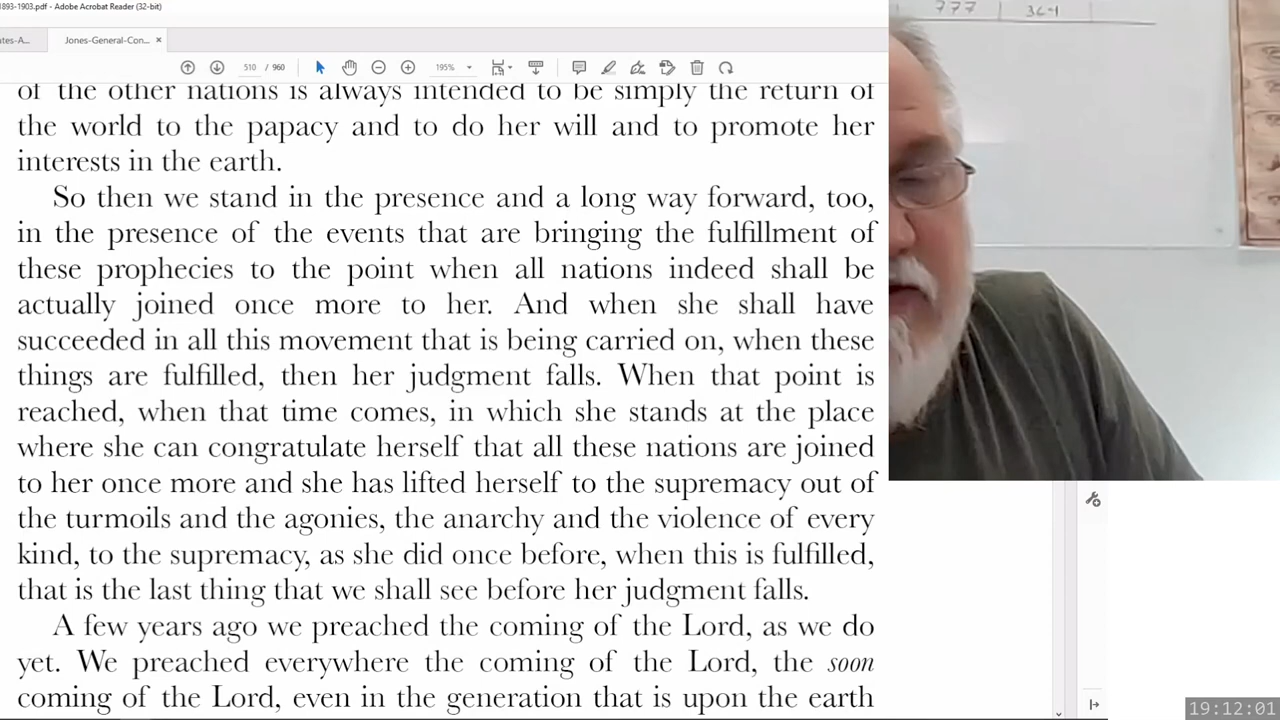 1893-1903.pdf - Adobe Acrobat Reader (32-bit)
tes-A... Jones-General-Con... ×
510 / 960 195%
of the other nations is always intended to be simply the return of
the world to the papacy and to do her will and to promote her
interests in the earth.
So then we stand in the presence and a long way forward, too,
in the presence of the events that are bringing the fulfillment of
these prophecies to the point when all nations indeed shall be
actually joined once more to her. And when she shall have
succeeded in all this movement that is being carried on, when these
things are fulfilled, then her judgment falls. When that point is
reached, when that time comes, in which she stands at the place
where she can congratulate herself that all these nations are joined
to her once more and she has lifted herself to the supremacy out of
the turmoils and the agonies, the anarchy and the violence of every
kind, to the supremacy, as she did once before, when this is fulfilled,
that is the last thing that we shall see before her judgment falls.
A few years ago we preached the coming of the Lord, as we do
yet. We preached everywhere the coming of the Lord, the soon
coming of the Lord, even in the generation that is upon the earth
777
19:12:01